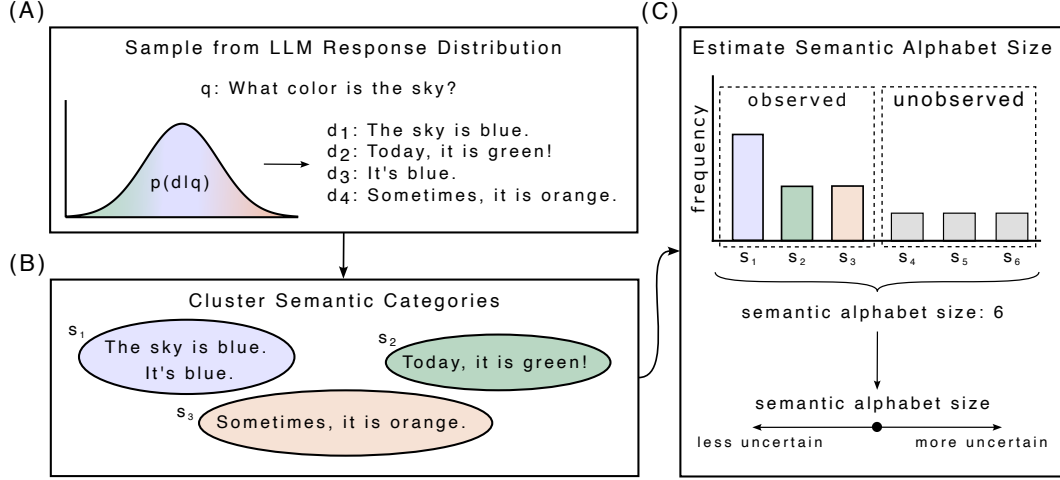 (A)
Sample from LLM Response Distribution
q: What color is the sky?
p(d|q)
d1: The sky is blue.
d2: Today, it is green!
d3: It's blue.
d4: Sometimes, it is orange.
(B)
Cluster Semantic Categories
s1
The sky is blue.
It's blue.
s2
Today, it is green!
s3
Sometimes, it is orange.
(C)
Estimate Semantic Alphabet Size
frequency
observed
unobserved
s1 s2 s3 s4 s5 s6
semantic alphabet size: 6
semantic alphabet size
less uncertain
more uncertain